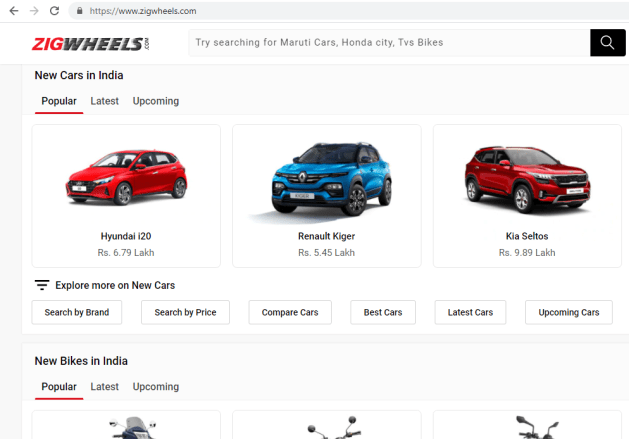 https://www.zigwheels.com
ZIGWHEELS.COM
Try searching for Maruti Cars, Honda city, Tvs Bikes
New Cars in India
Popular Latest Upcoming
Hyundai i20 Renault Kiger Kia Seltos
Rs. 6.79 Lakh Rs. 5.45 Lakh Rs. 9.89 Lakh
Explore more on New Cars
Search by Brand Search by Price Compare Cars Best Cars Latest Cars Upcoming Cars
New Bikes in India
Popular Latest Upcoming